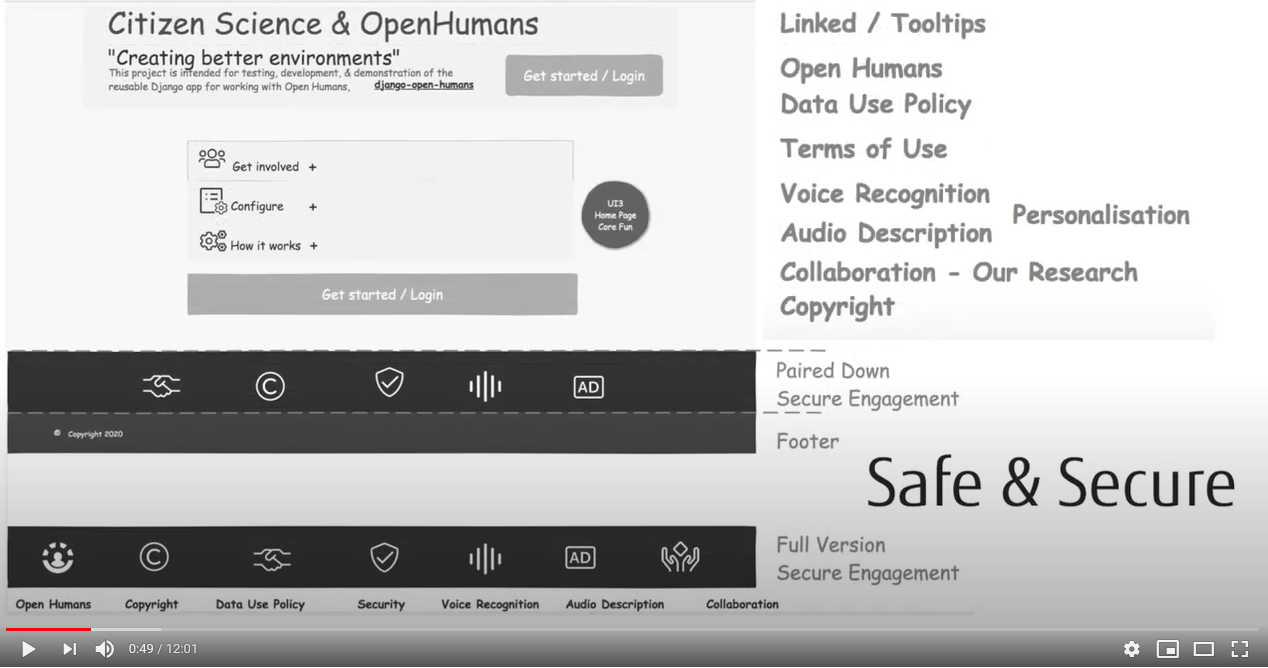 Citizen Science & OpenHumans
"Creating better environments"
This project is intended for testing, development, & demonstration of the
reusable Django app for working with Open Humans, django-open-humans
Get started / Login
Get involved +
Configure +
How it works +
UI3
Home Page
Core Fun
Get started / Login
Linked / Tooltips
Open Humans
Data Use Policy
Terms of Use
Voice Recognition
Personalisation
Audio Description
Collaboration - Our Research
Copyright
©
AD
Paired Down
Secure Engagement
© Copyright 2020
Footer
Safe & Secure
©
AD
Full Version
Secure Engagement
Open Humans
Copyright
Data Use Policy
Security
Voice Recognition
Audio Description
Collaboration
0:49 / 12:01